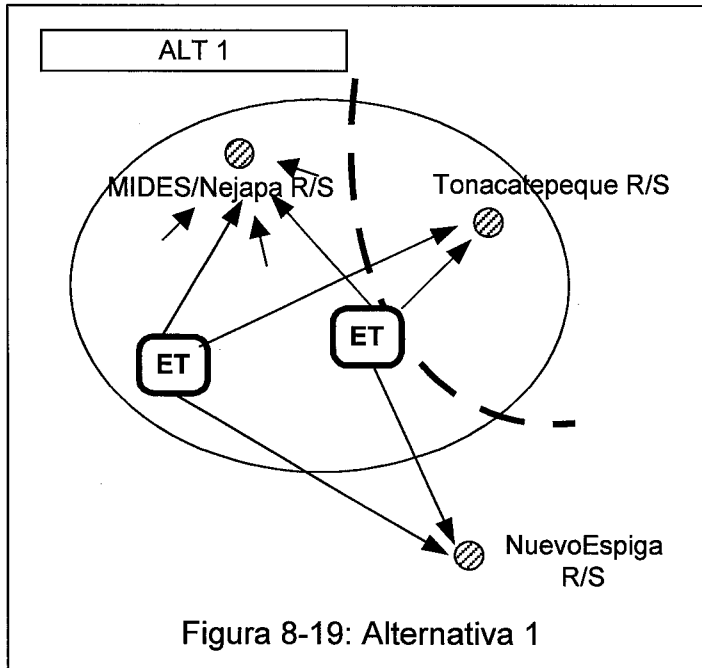 ALT 1
MIDES/Nejapa R/S
Tonacatepeque R/S
ET
ET
NuevoEspiga
R/S
Figura 8-19: Alternativa 1